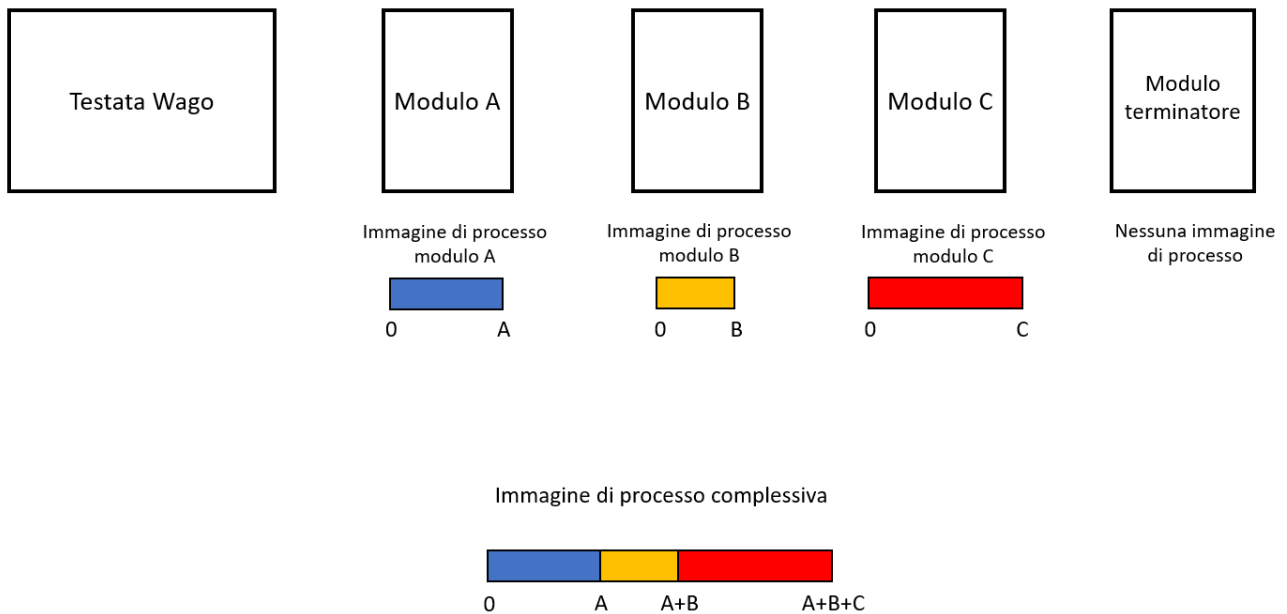 Testata Wago
Modulo A
Modulo B
Modulo C
Modulo
terminatore
Immagine di processo
modulo A
Immagine di processo
modulo B
Immagine di processo
modulo C
Nessuna immagine
di processo
0 A
0 B
0 C
Immagine di processo complessiva
0 A A+B A+B+C